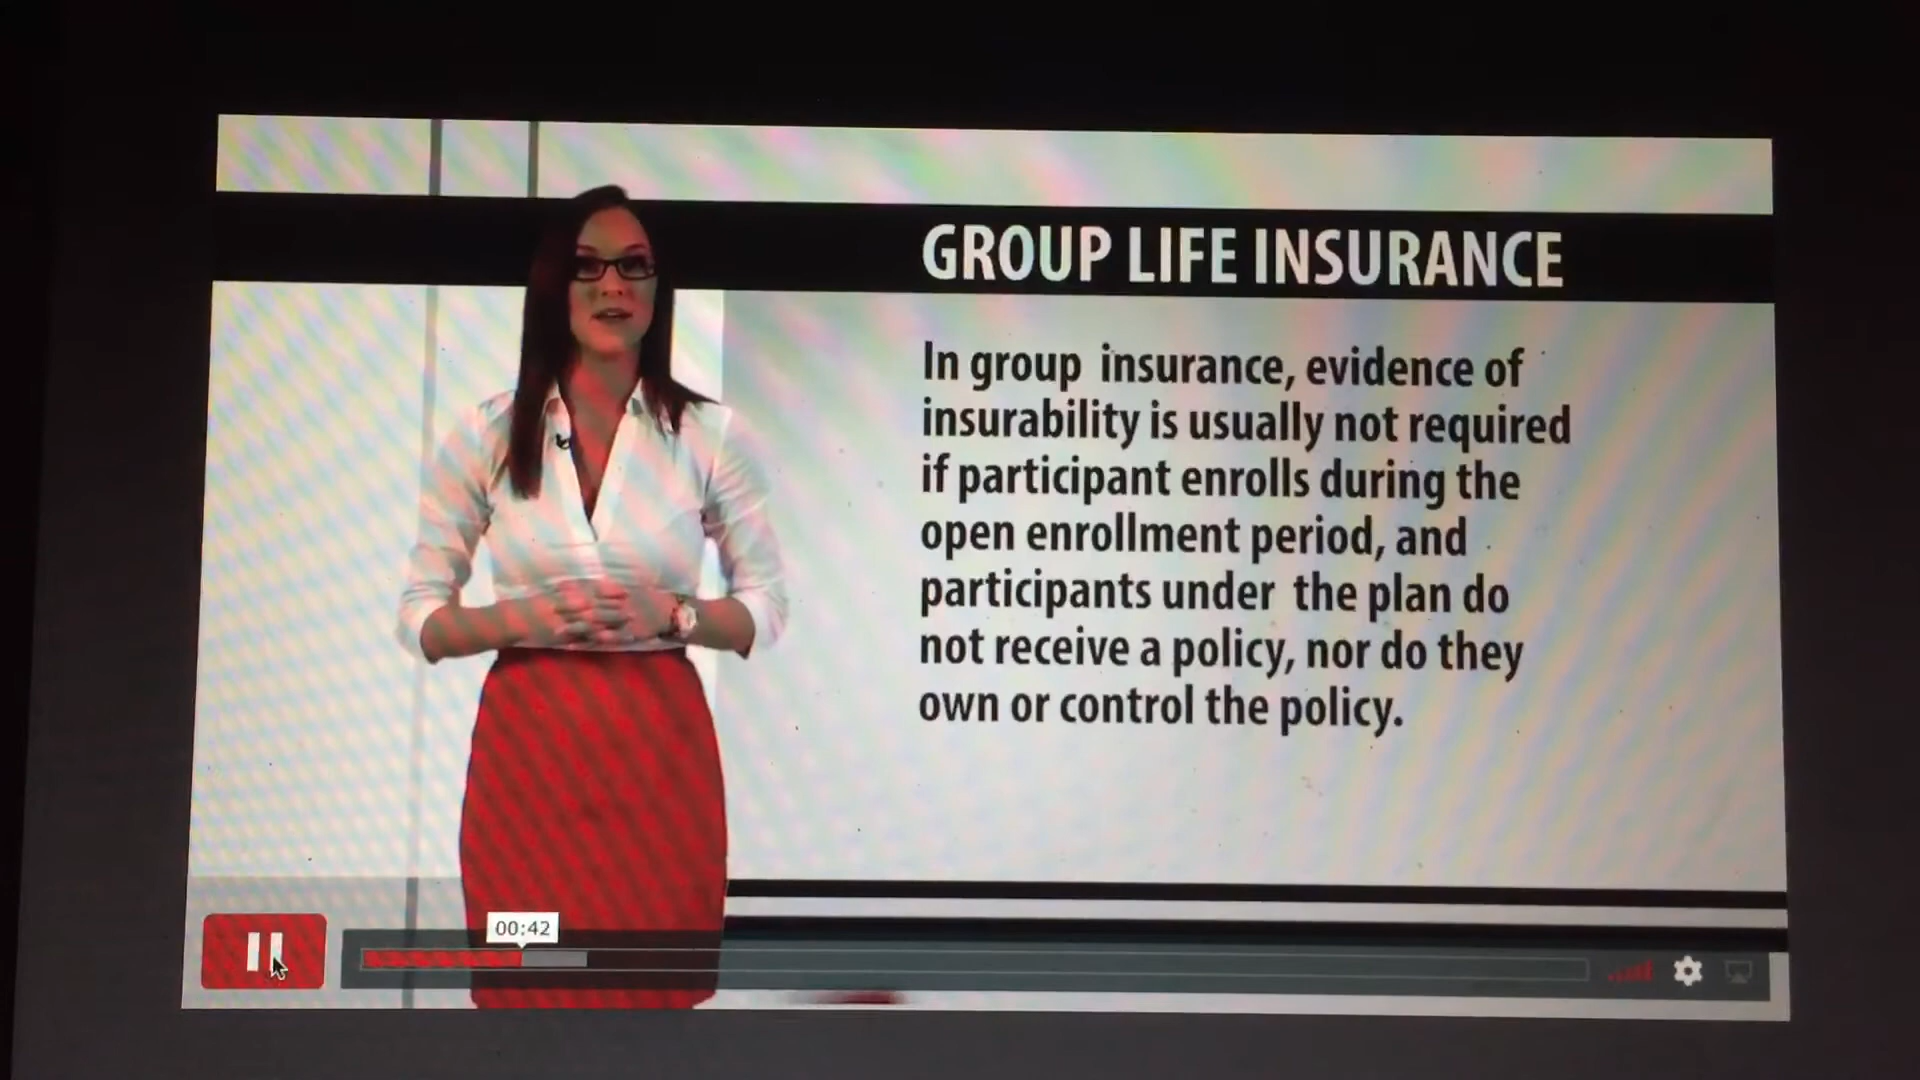 GROUP LIFE INSURANCE
In group insurance, evidence of
insurability is usually not required
if participant enrolls during the
open enrollment period, and
participants under the plan do
not receive a policy, nor do they
own or control the policy.
00:42